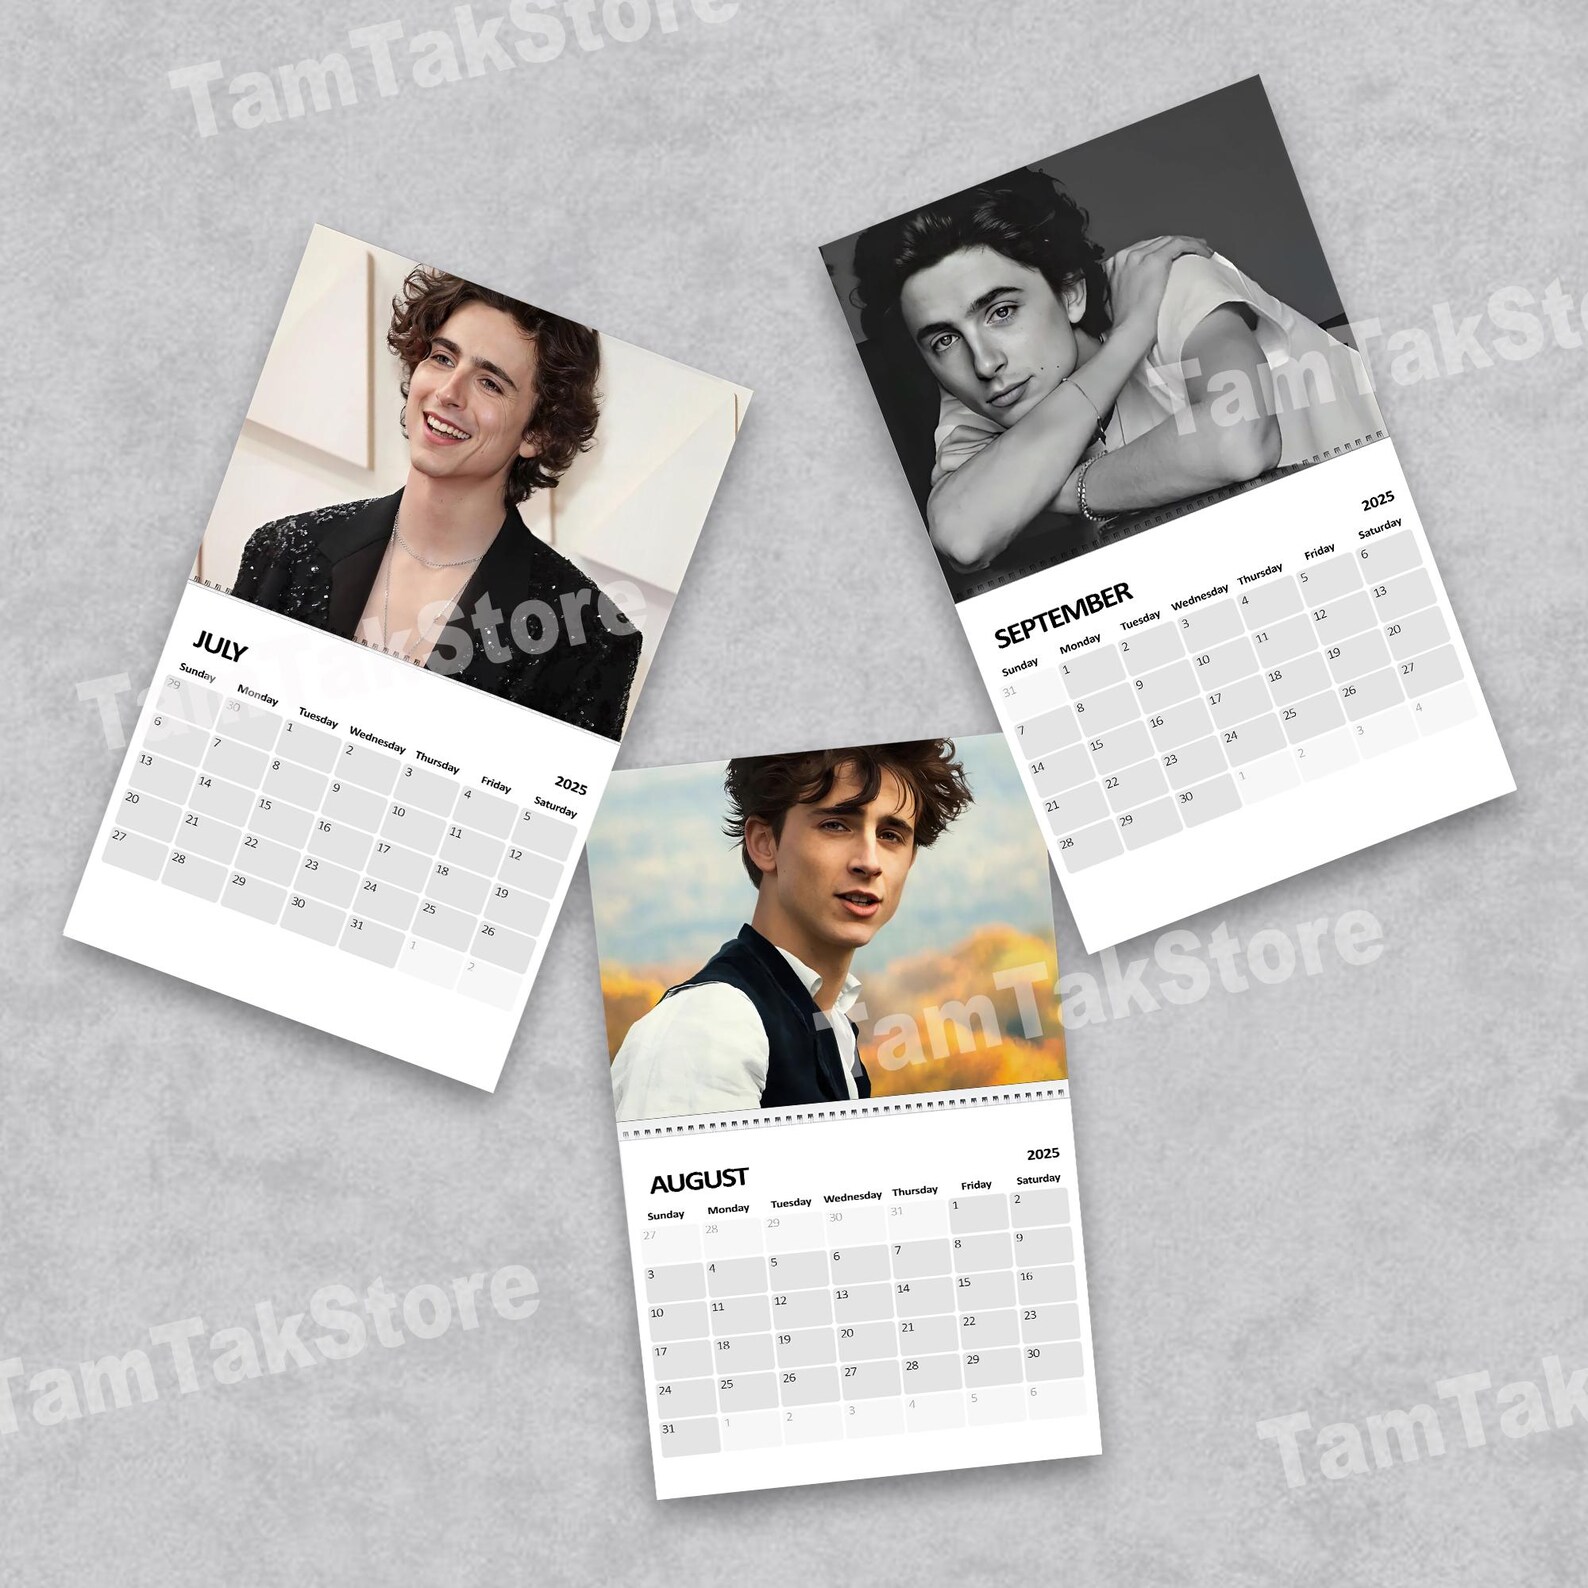 TamTakStore
TamTakStore
TamTakStore
TamTakStore
TamTakStore
TamTak
JULY
2025
Sunday Monday Tuesday Wednesday Thursday Friday Saturday
29 30 1 2 3 4 5
6 7 8 9 10 11 12
13 14 15 16 17 18 19
20 21 22 23 24 25 26
27 28 29 30 31 1 2
SEPTEMBER
2025
Sunday Monday Tuesday Wednesday Thursday Friday Saturday
31 1 2 3 4 5 6
7 8 9 10 11 12 13
14 15 16 17 18 19 20
21 22 23 24 25 26 27
28 29 30 1 2 3 4
AUGUST
2025
Sunday Monday Tuesday Wednesday Thursday Friday Saturday
27 28 29 30 31 1 2
3 4 5 6 7 8 9
10 11 12 13 14 15 16
17 18 19 20 21 22 23
24 25 26 27 28 29 30
31 1 2 3 4 5 6